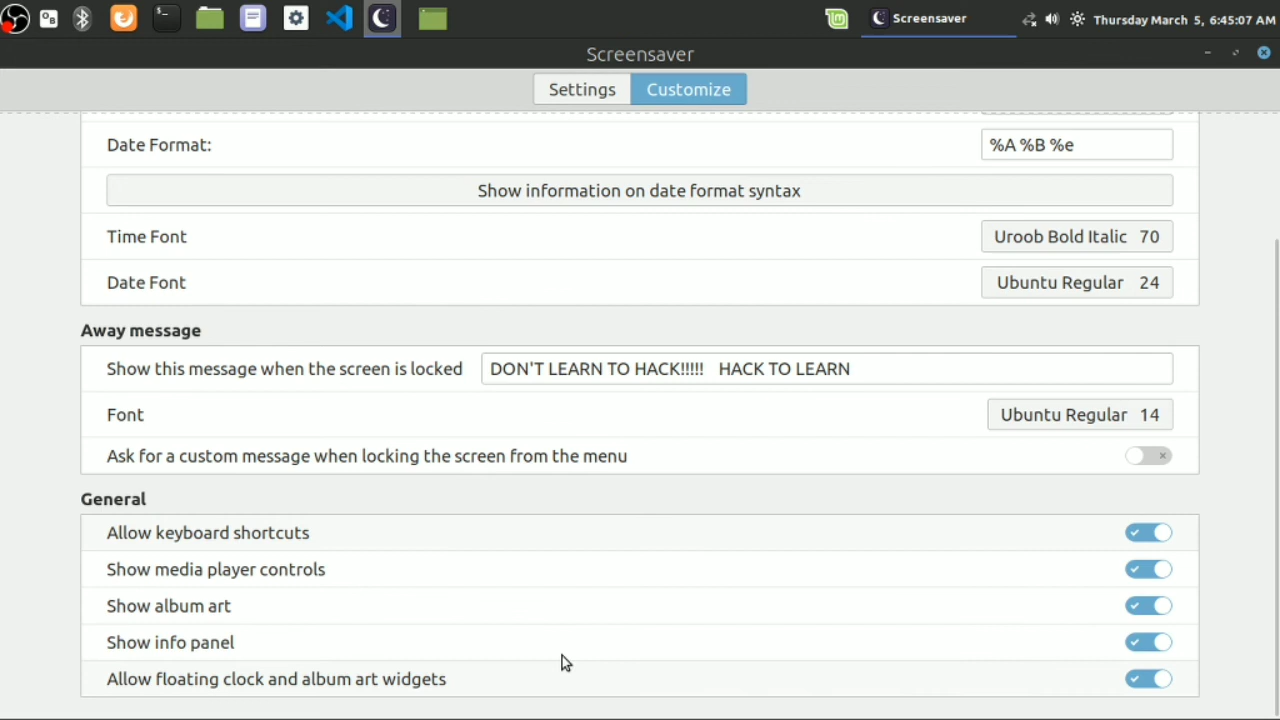 Screensaver
Thursday March 5, 6:45:07 AM
Screensaver
Settings
Customize
Date Format:
%A %B %e
Show information on date format syntax
Time Font
Uroob Bold Italic 70
Date Font
Ubuntu Regular 24
Away message
Show this message when the screen is locked
DON'T LEARN TO HACK!!!!! HACK TO LEARN
Font
Ubuntu Regular 14
Ask for a custom message when locking the screen from the menu
General
Allow keyboard shortcuts
Show media player controls
Show album art
Show info panel
Allow floating clock and album art widgets